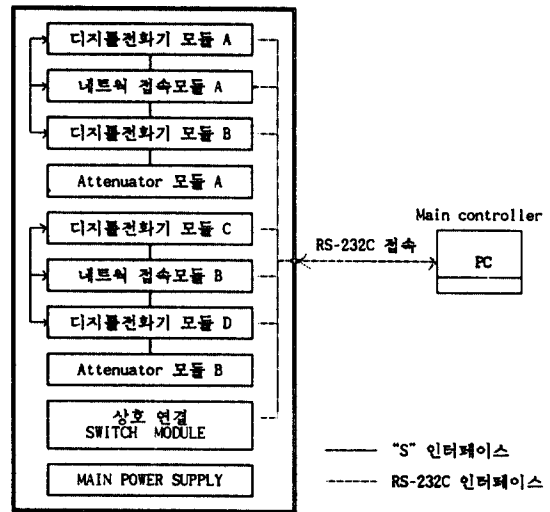 디지틀전화기 모듈 A
네트웍 접속모듈 A
디지틀전화기 모듈 B
Attenuator 모듈 A
디지틀전화기 모듈 C
네트웍 접속모듈 B
디지틀전화기 모듈 D
Attenuator 모듈 B
상호 연결
SWITCH MODULE
MAIN POWER SUPPLY
RS-232C 접속
Main controller
PC
“S” 인터페이스
RS-232C 인터페이스